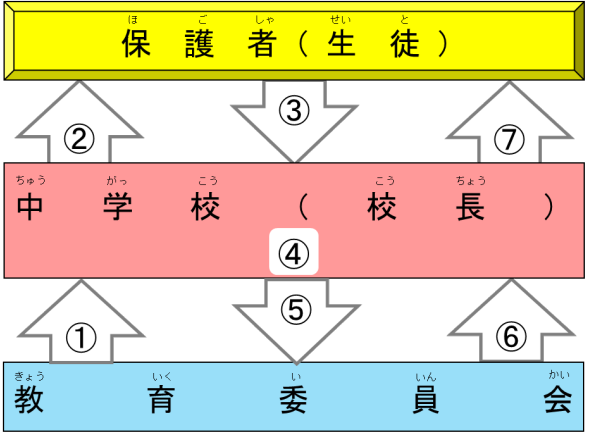 ほ ご しゃ せい と
保護者(生徒)
② ③ ⑦
ちゅう がっ こう こう ちょう
中学校(校長)
④
① ⑤ ⑥
きょう いく い いん かい
教育委員会